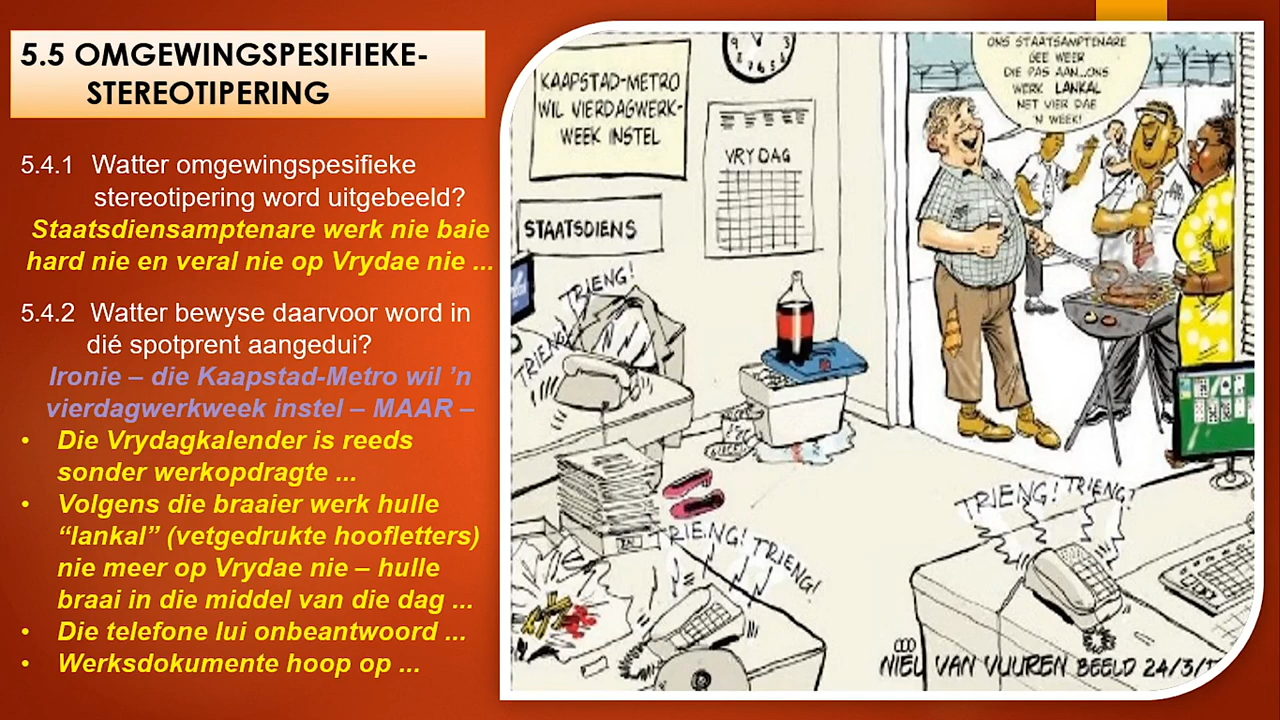 5.5 OMGEWINGSPESIFIEKE-
STEREOTIPERING
5.4.1 Watter omgewingspesifieke
stereotipering word uitgebeeld?
Staatsdiensamptenare werk nie baie
hard nie en veral nie op Vrydae nie ...
5.4.2 Watter bewyse daarvoor word in
dié spotprent aangedui?
Ironie – die Kaapstad-Metro wil ’n
vierdagwerkweek instel – MAAR –
• Die Vrydagkalender is reeds
sonder werkopdragte ...
• Volgens die braaier werk hulle
“lankal” (vetgedrukte hoofletters)
nie meer op Vrydae nie – hulle
braai in die middel van die dag ...
• Die telefone lui onbeantwoord ...
• Werksdokumente hoop op ...
KAAPSTAD-METRO
WIL VIERDAGWERK-
WEEK INSTEL
STAATSDIENS
VRYDAG
9 3
6
ONS STAATSAMPTENARE
GEE WEER
DIE PAS AAN...ONS
WERK LANKAL
NET VIER DAE
'N WEEK!
TRIENG!
TRIENG!
TRIENG! TRIENG!
TRIENG! TRIENG?
NIEL VAN VUUREN BEELD 24/3/